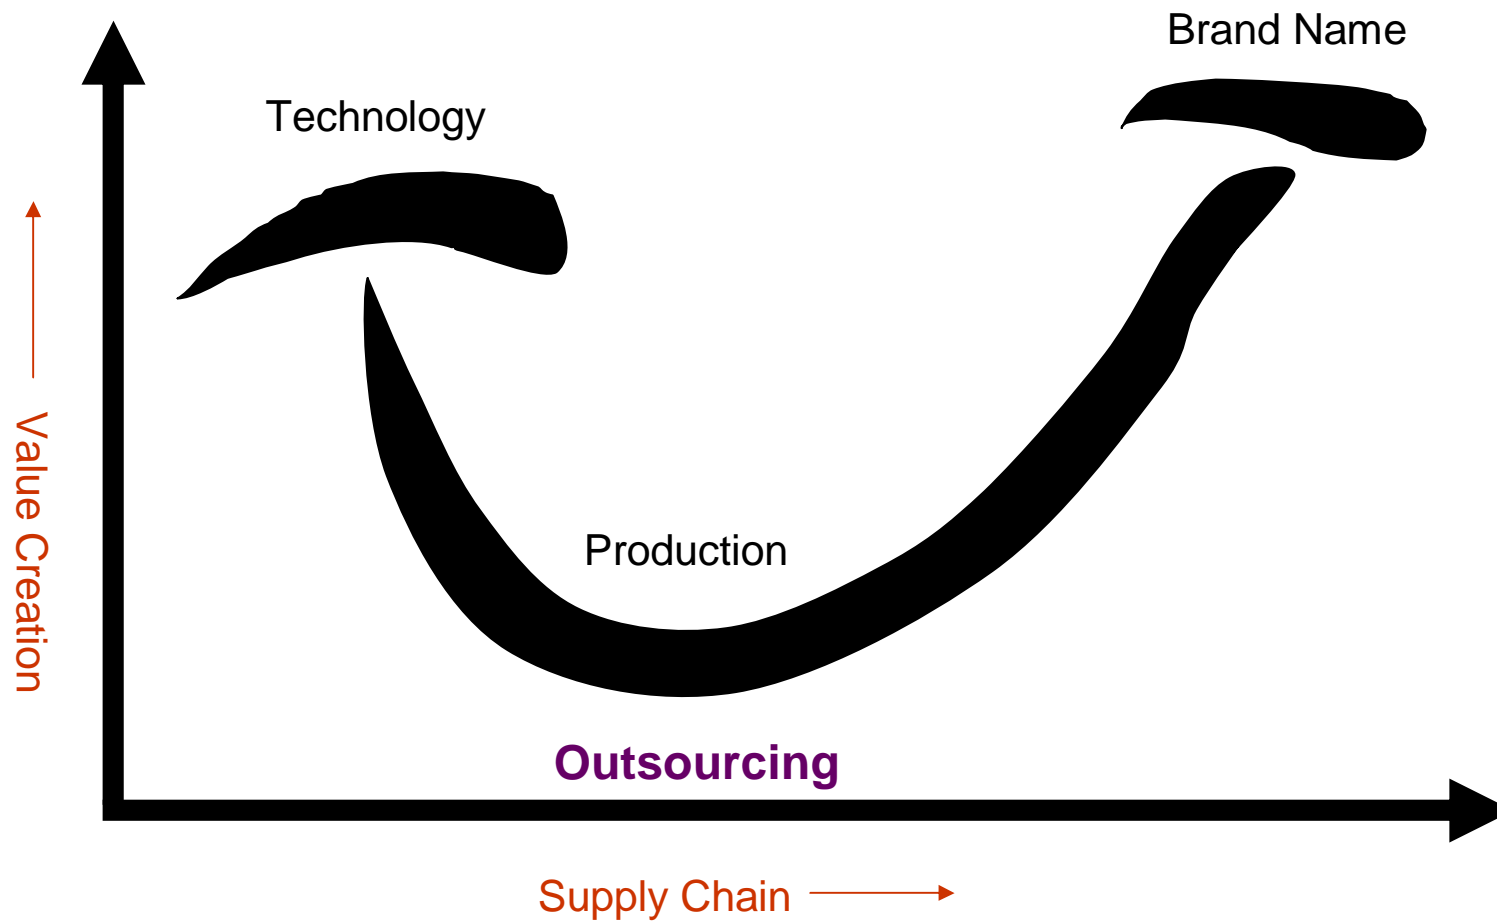 Brand Name
Technology
Value Creation
Production
Outsourcing
Supply Chain